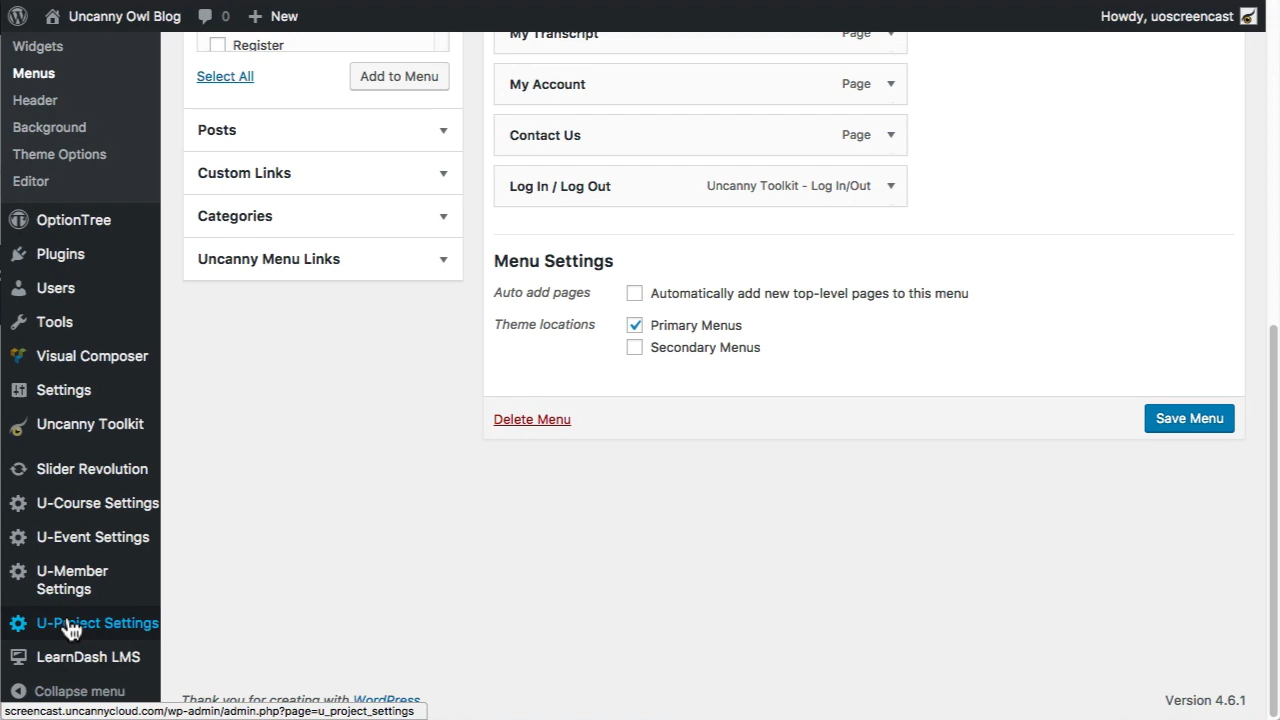 Uncanny Owl Blog 0 New
Howdy, uoscreencast
Widgets
Menus
Header
Background
Theme Options
Editor
OptionTree
Plugins
Users
Tools
Visual Composer
Settings
Uncanny Toolkit
Slider Revolution
U-Course Settings
U-Event Settings
U-Member
Settings
U-Project Settings
LearnDash LMS
Collapse menu
Register
Select All
Add to Menu
Posts
Custom Links
Categories
Uncanny Menu Links
My Transcript Page
My Account Page
Contact Us Page
Log In / Log Out Uncanny Toolkit - Log In/Out
Menu Settings
Auto add pages Automatically add new top-level pages to this menu
Theme locations Primary Menus
Secondary Menus
Delete Menu
Save Menu
Thank you for creating with WordPress
Version 4.6.1
screencast.uncannycloud.com/wp-admin/admin.php?page=u_project_settings